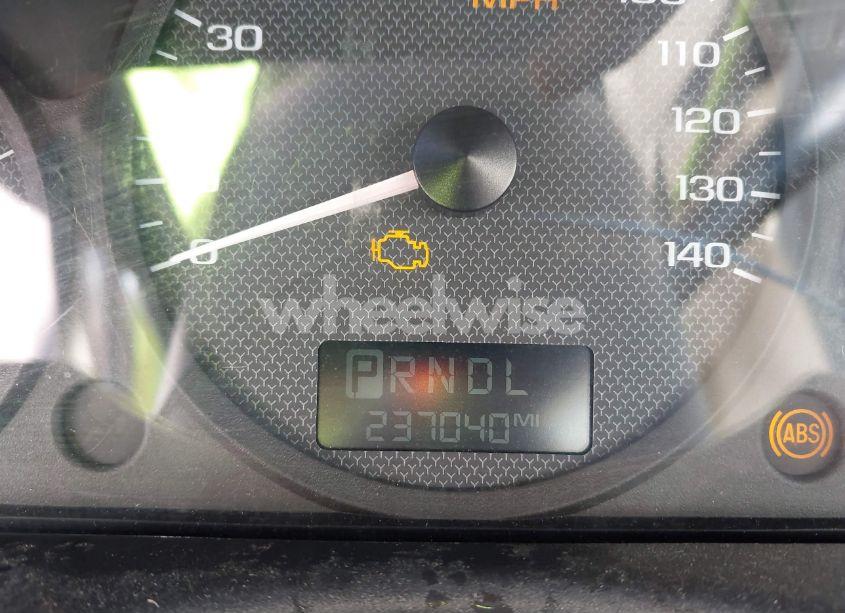 MPH
30
110
120
130
0
140
wheelwise
PRNDL
237040 MI
ABS